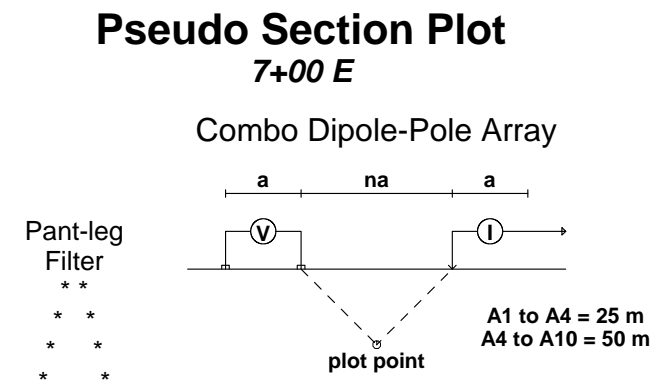 Pseudo Section Plot
7+00 E
Combo Dipole-Pole Array
a na a
Pant-leg
Filter
V I
* *
* *
* *
* *
A1 to A4 = 25 m
A4 to A10 = 50 m
plot point